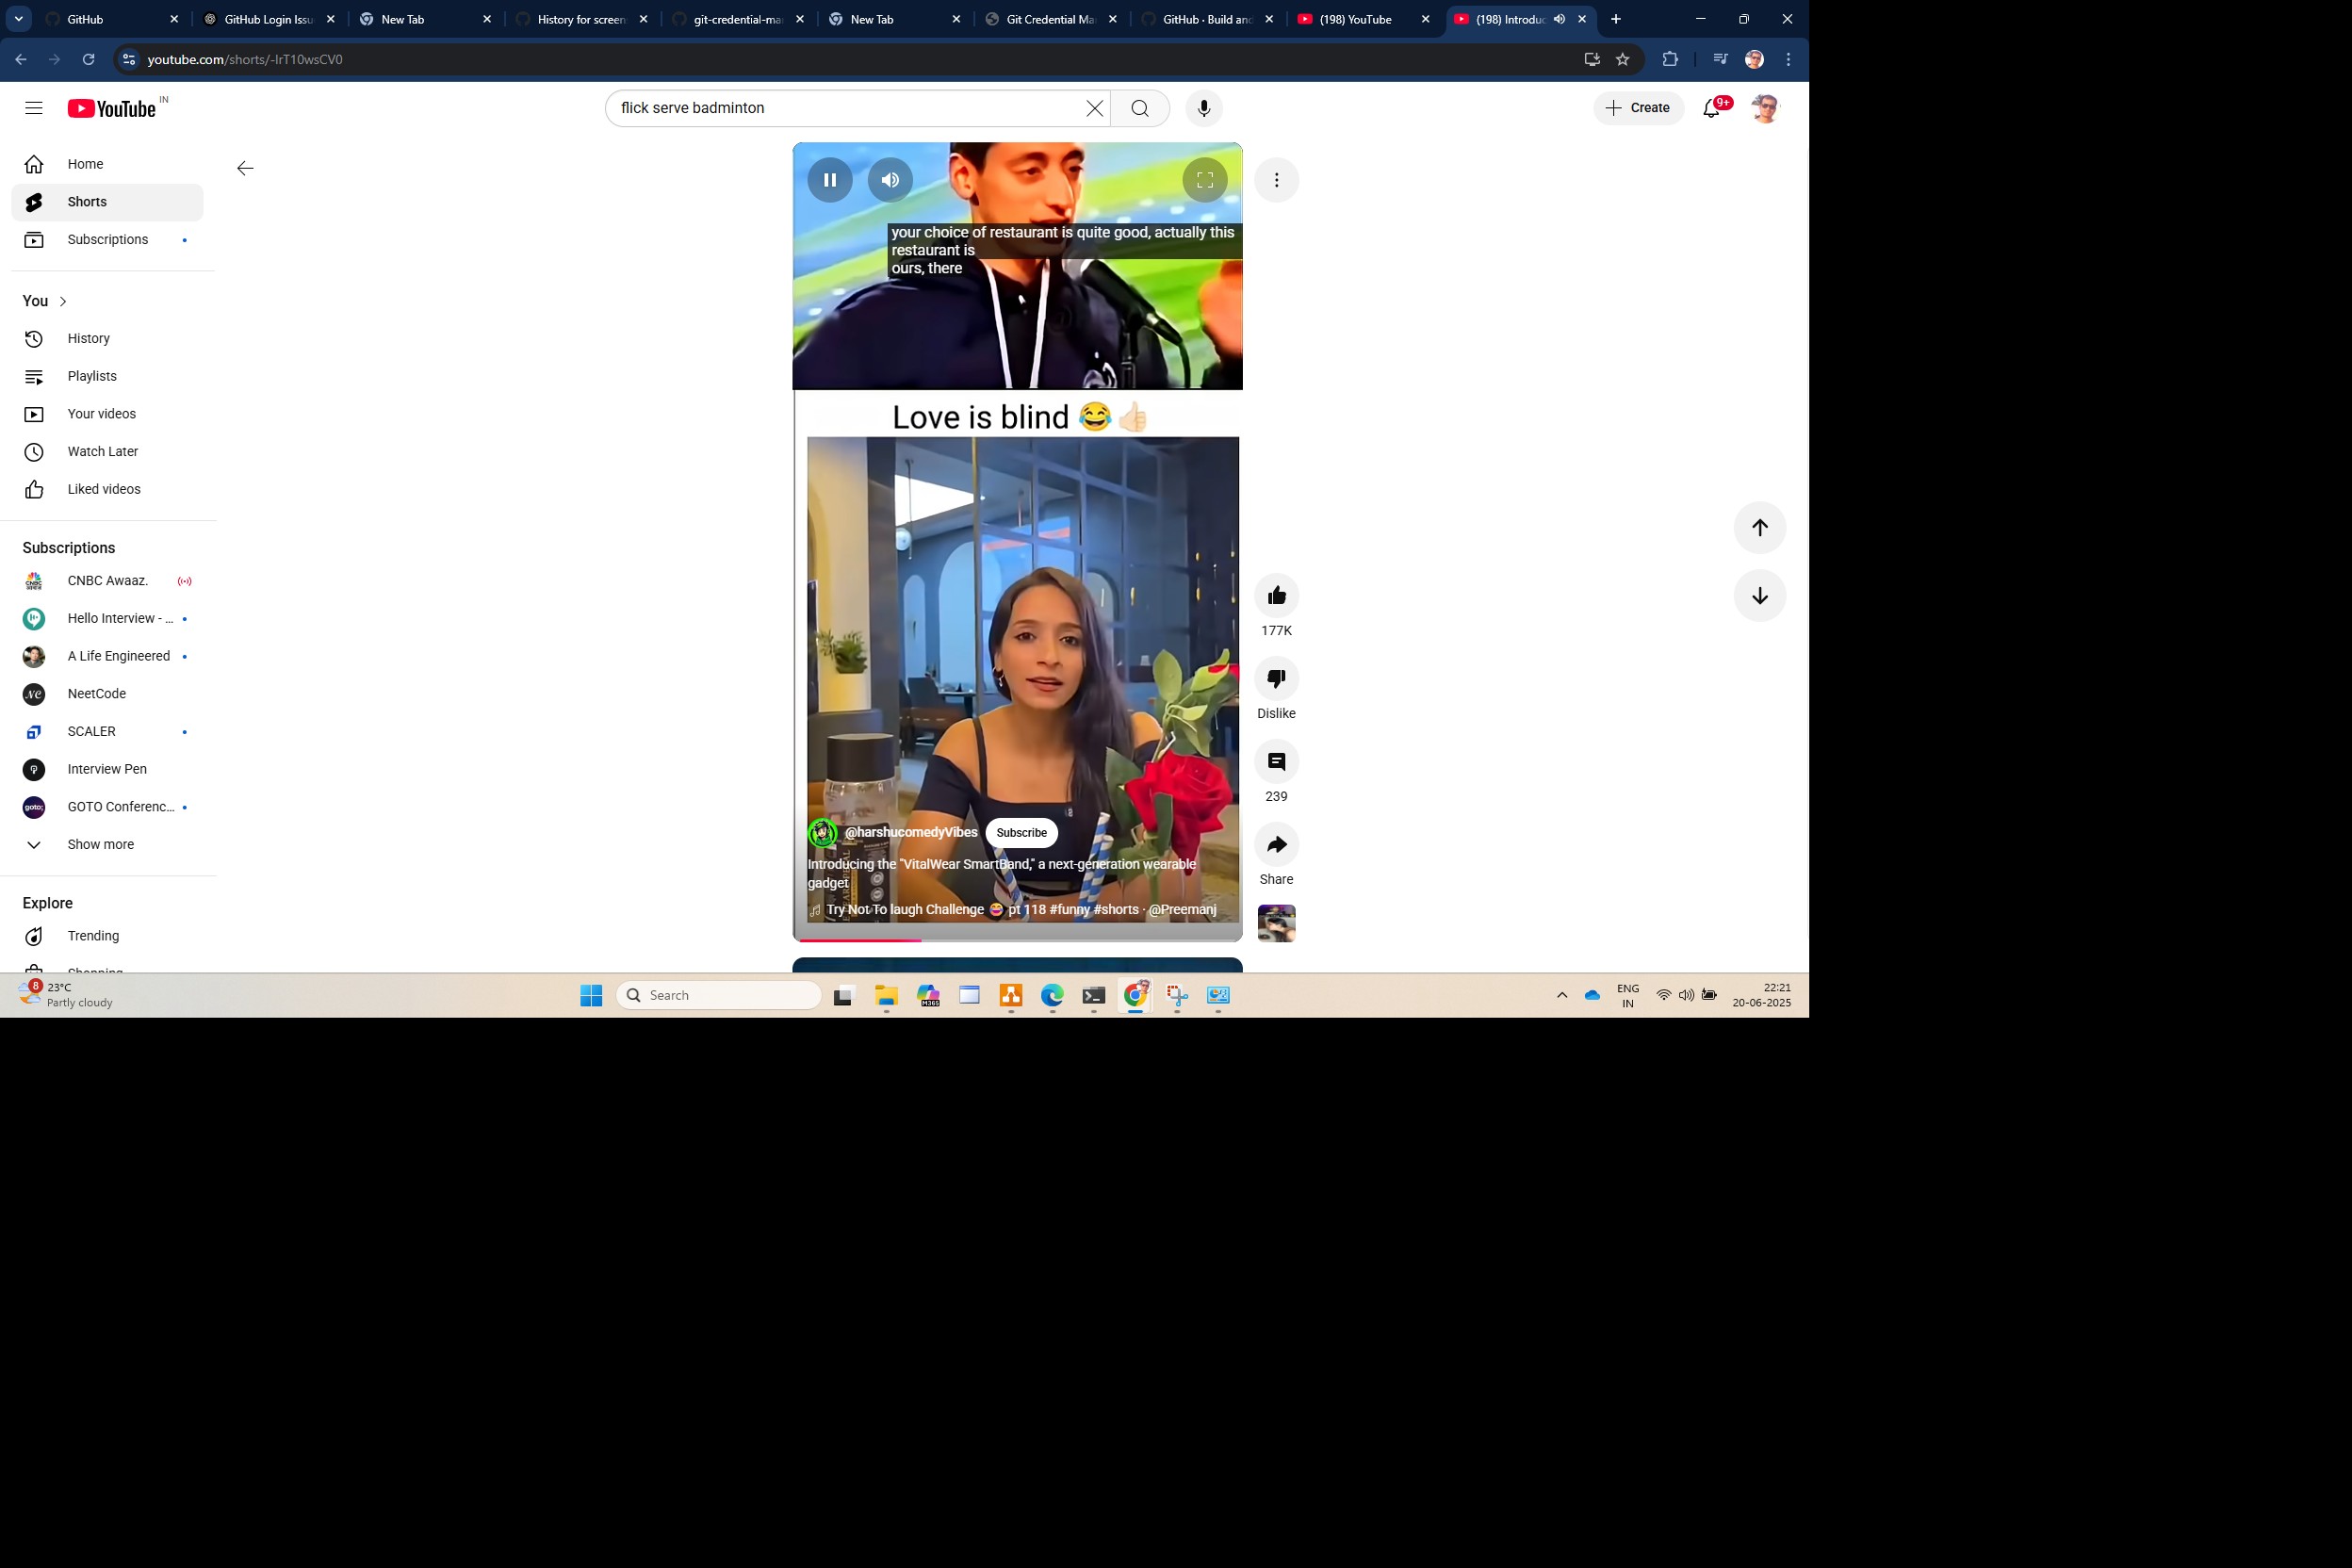 GitHub
GitHub Login Issu
New Tab
History for screen
git-credential-ma
New Tab
Git Credential Ma
GitHub · Build and
(198) YouTube
(198) Introduc
youtube.com/shorts/-IrT10wsCV0
YouTube IN
flick serve badminton
Create
9+
Home
Shorts
Subscriptions
You
History
Playlists
Your videos
Watch Later
Liked videos
Subscriptions
CNBC Awaaz.
Hello Interview - ...
A Life Engineered
NeetCode
SCALER
Interview Pen
GOTO Conferenc...
Show more
Explore
Trending
Shopping
your choice of restaurant is quite good, actually this
restaurant is
ours, there
Love is blind 😂👍🏻
@harshucomedyVibes
Subscribe
Introducing the "VitalWear SmartBand," a next-generation wearable
gadget
Try Not To laugh Challenge 😂 pt 118 #funny #shorts · @Preemanj
177K
Dislike
239
Share
8
23°C
Partly cloudy
Search
M365
ENG
IN
22:21
20-06-2025